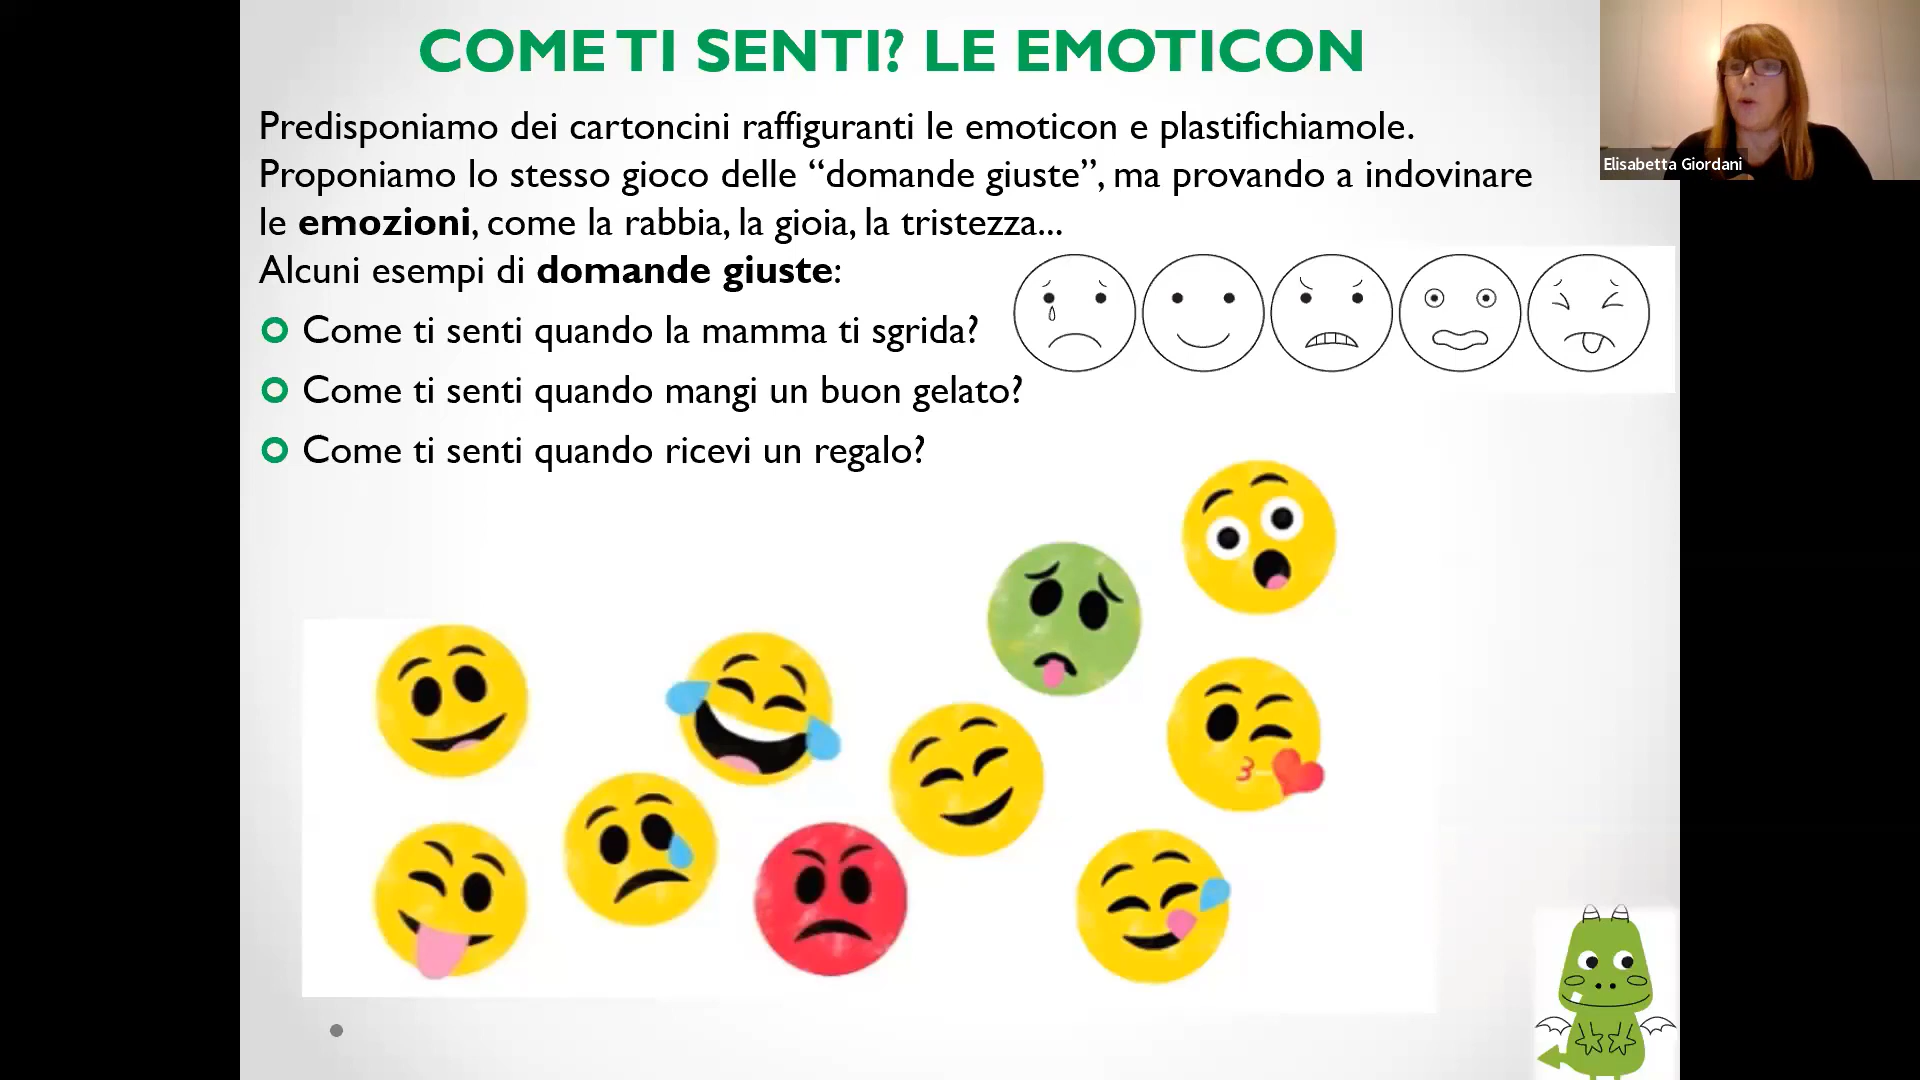 COME TI SENTI? LE EMOTICON
Predisponiamo dei cartoncini raffiguranti le emoticon e plastifichiamole.
Proponiamo lo stesso gioco delle “domande giuste”, ma provando a indovinare
le emozioni, come la rabbia, la gioia, la tristezza...
Alcuni esempi di domande giuste:
Come ti senti quando la mamma ti sgrida?
Come ti senti quando mangi un buon gelato?
Come ti senti quando ricevi un regalo?
Elisabetta Giordani